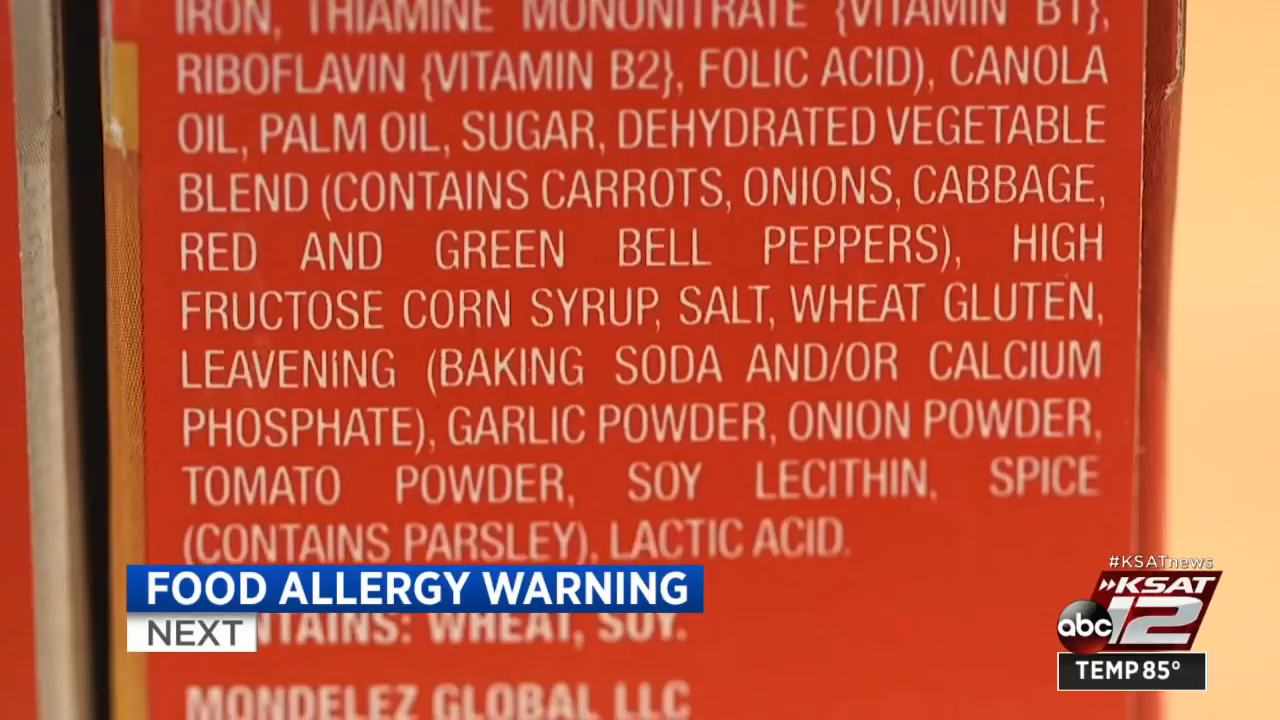 IRON, THIAMINE MONONITRATE {VITAMIN B1},
RIBOFLAVIN {VITAMIN B2}, FOLIC ACID), CANOLA
OIL, PALM OIL, SUGAR, DEHYDRATED VEGETABLE
BLEND (CONTAINS CARROTS, ONIONS, CABBAGE,
RED AND GREEN BELL PEPPERS), HIGH
FRUCTOSE CORN SYRUP, SALT, WHEAT GLUTEN,
LEAVENING (BAKING SODA AND/OR CALCIUM
PHOSPHATE), GARLIC POWDER, ONION POWDER,
TOMATO POWDER, SOY LECITHIN, SPICE
(CONTAINS PARSLEY), LACTIC ACID.
FOOD ALLERGY WARNING
NEXT
NTAINS: WHEAT, SOY.
MONDELEZ GLOBAL LLC
#KSATnews
KSAT
abc 12
TEMP 85°